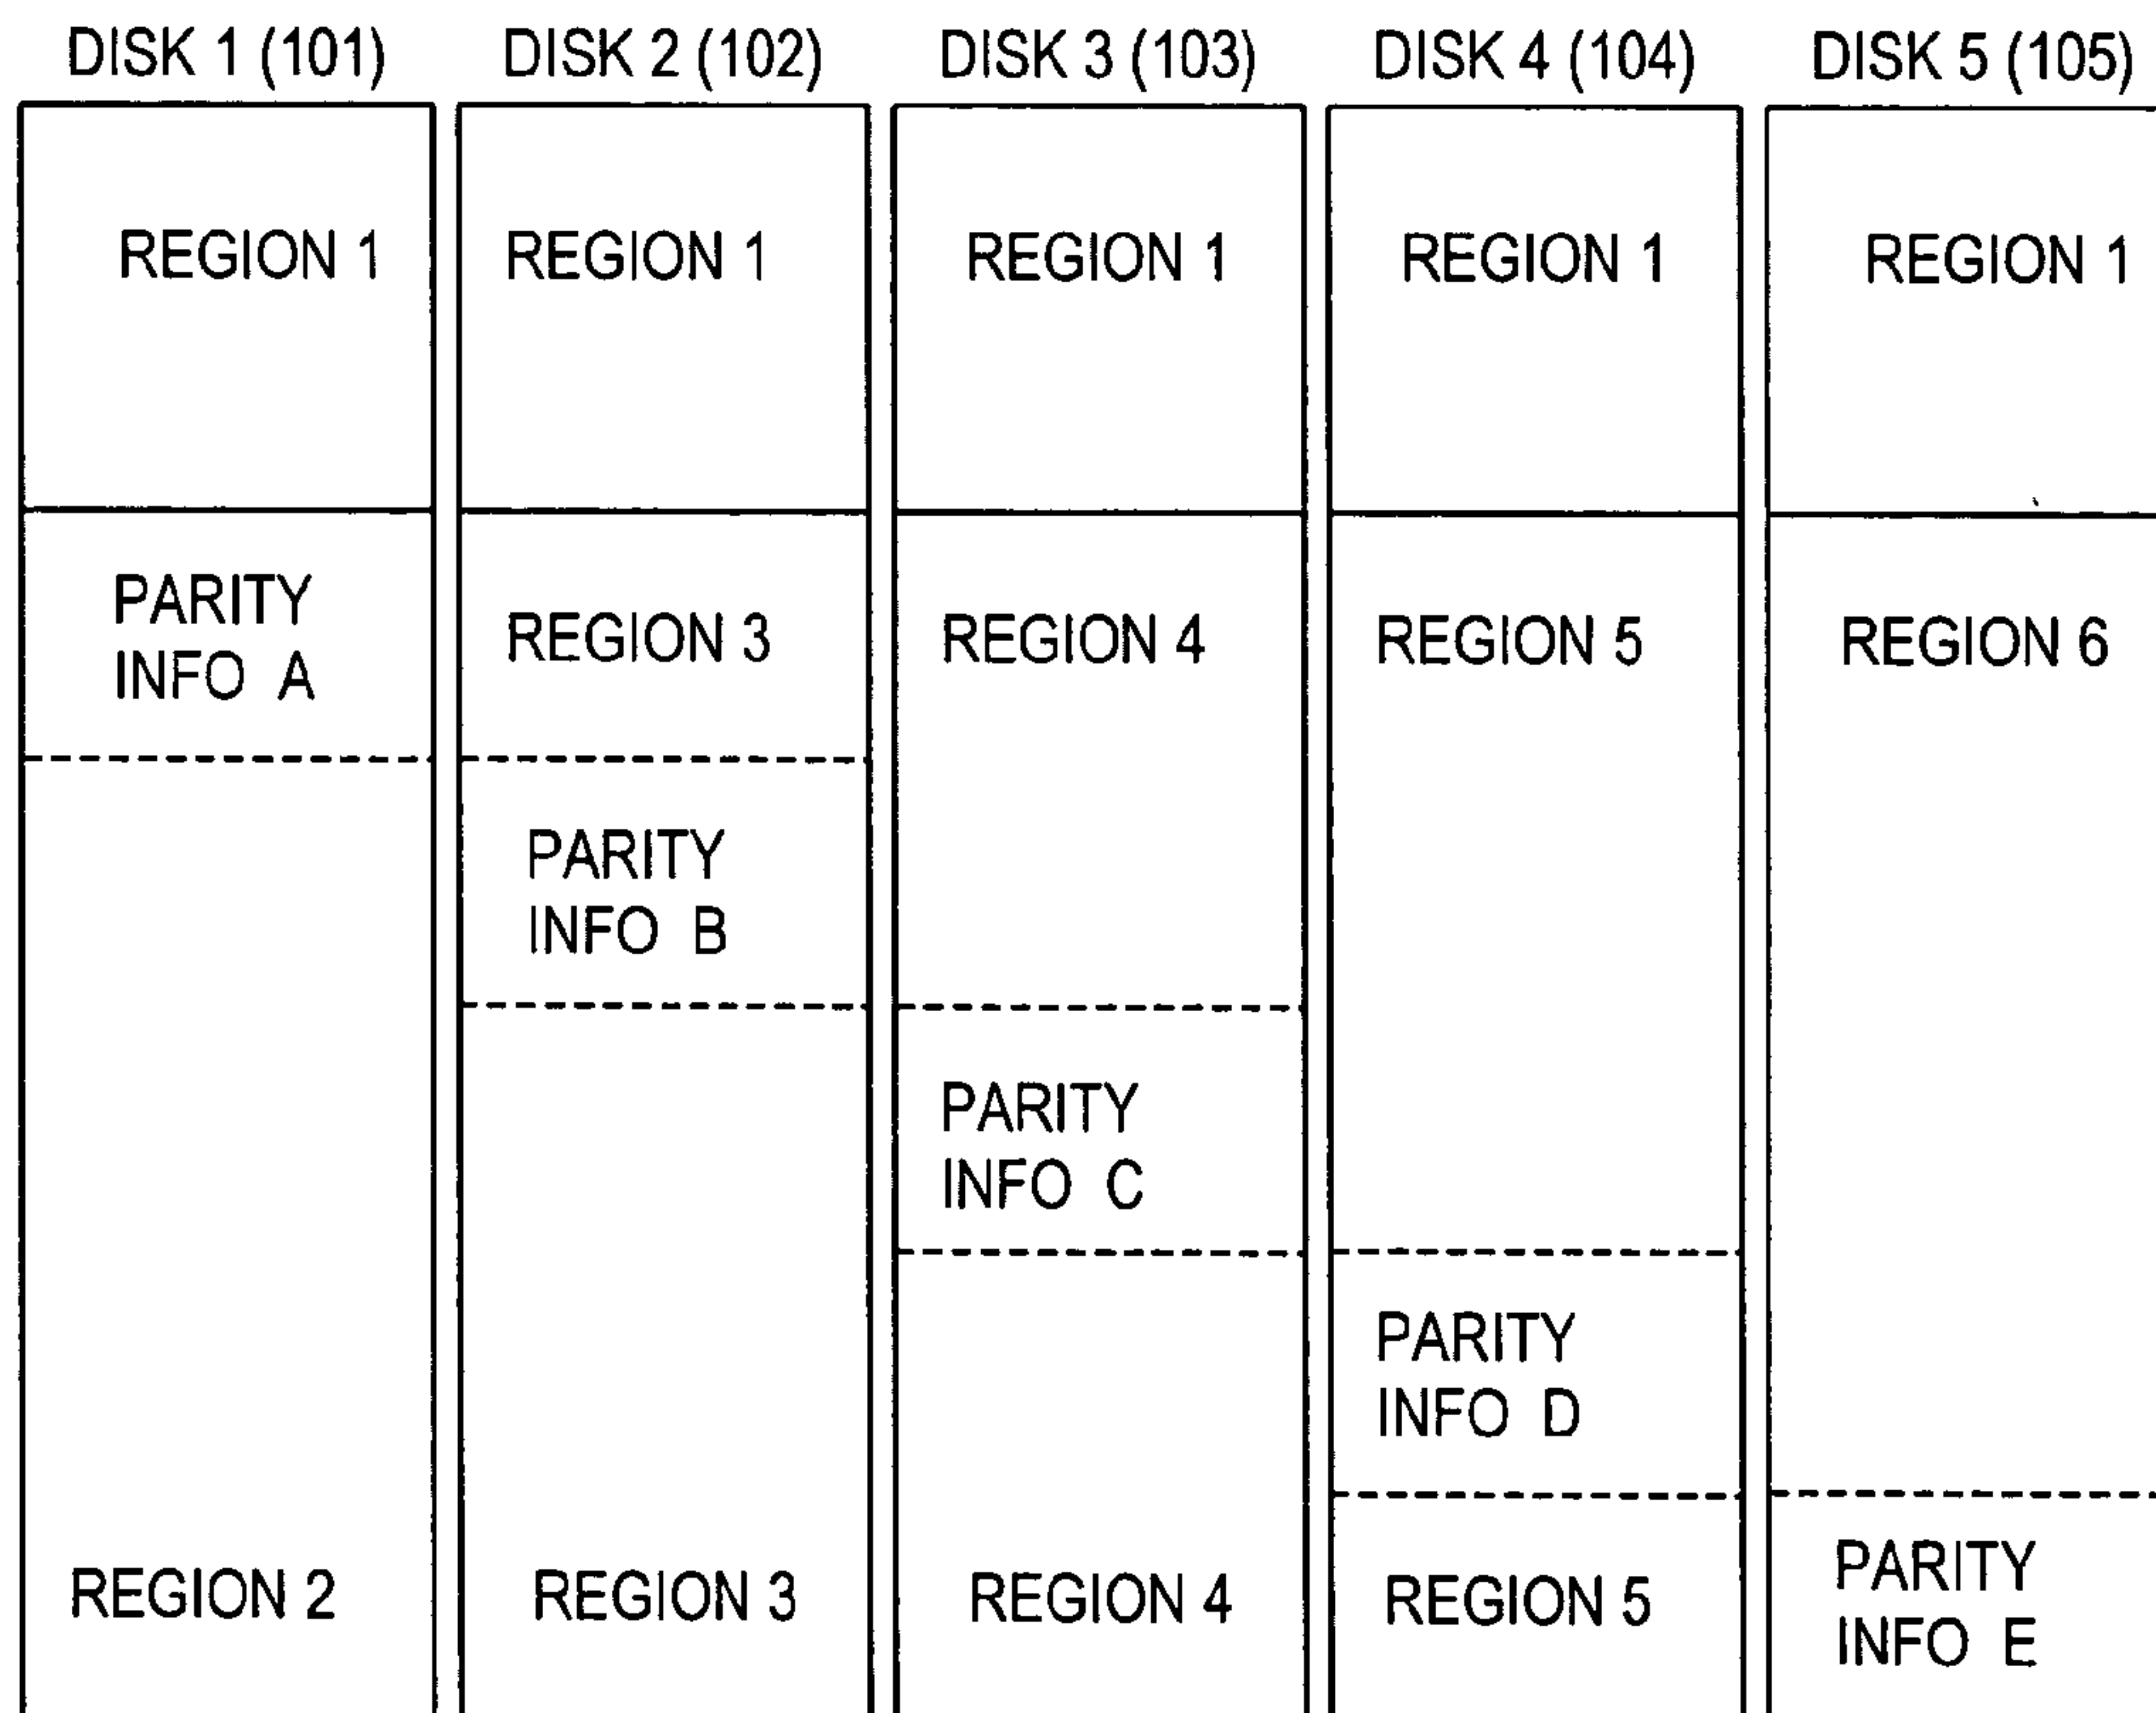 DISK 1 (101) DISK 2 (102) DISK 3 (103) DISK 4 (104) DISK 5 (105)
REGION 1 REGION 1 REGION 1 REGION 1 REGION 1
PARITY
INFO A
REGION 3 REGION 4 REGION 5 REGION 6
PARITY
INFO B
PARITY
INFO C
PARITY
INFO D
REGION 2 REGION 3 REGION 4 REGION 5
PARITY
INFO E